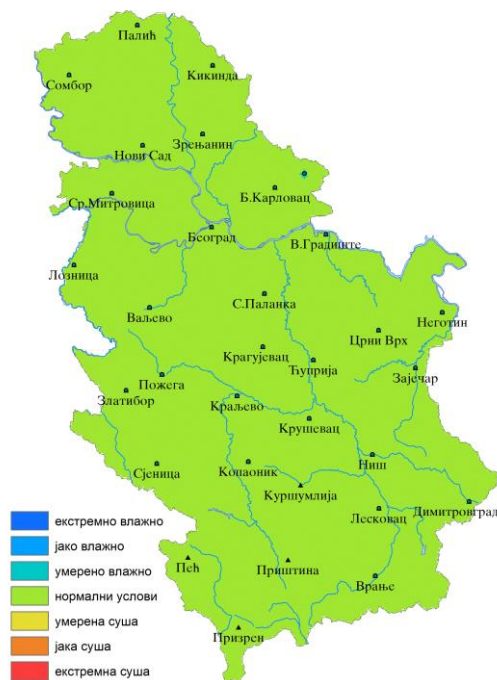 Палић
Кикинда
Сомбор
Зрењанин
Нови Сад
Б.Карловац
Ср.Митровица
Београд
В.Градиште
Лозница
С.Паланка
Ваљево
Неготин
Црни Врх
Крагујевац
Ћуприја
Зајечар
Пожега
Златибор
Краљево
Крушевац
Ниш
Сјеница
Копаоник
Куршумлија
Димитровград
Лесковац
Пећ
Приштина
Врање
Призрен
екстремно влажно
јако влажно
умерено влажно
нормални услови
умерена суша
јака суша
екстремна суша